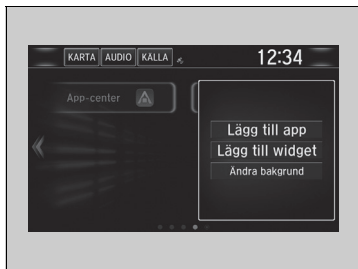 KARTA AUDIO KÄLLA 12:34
App-center
Lägg till app
Lägg till widget
Ändra bakgrund